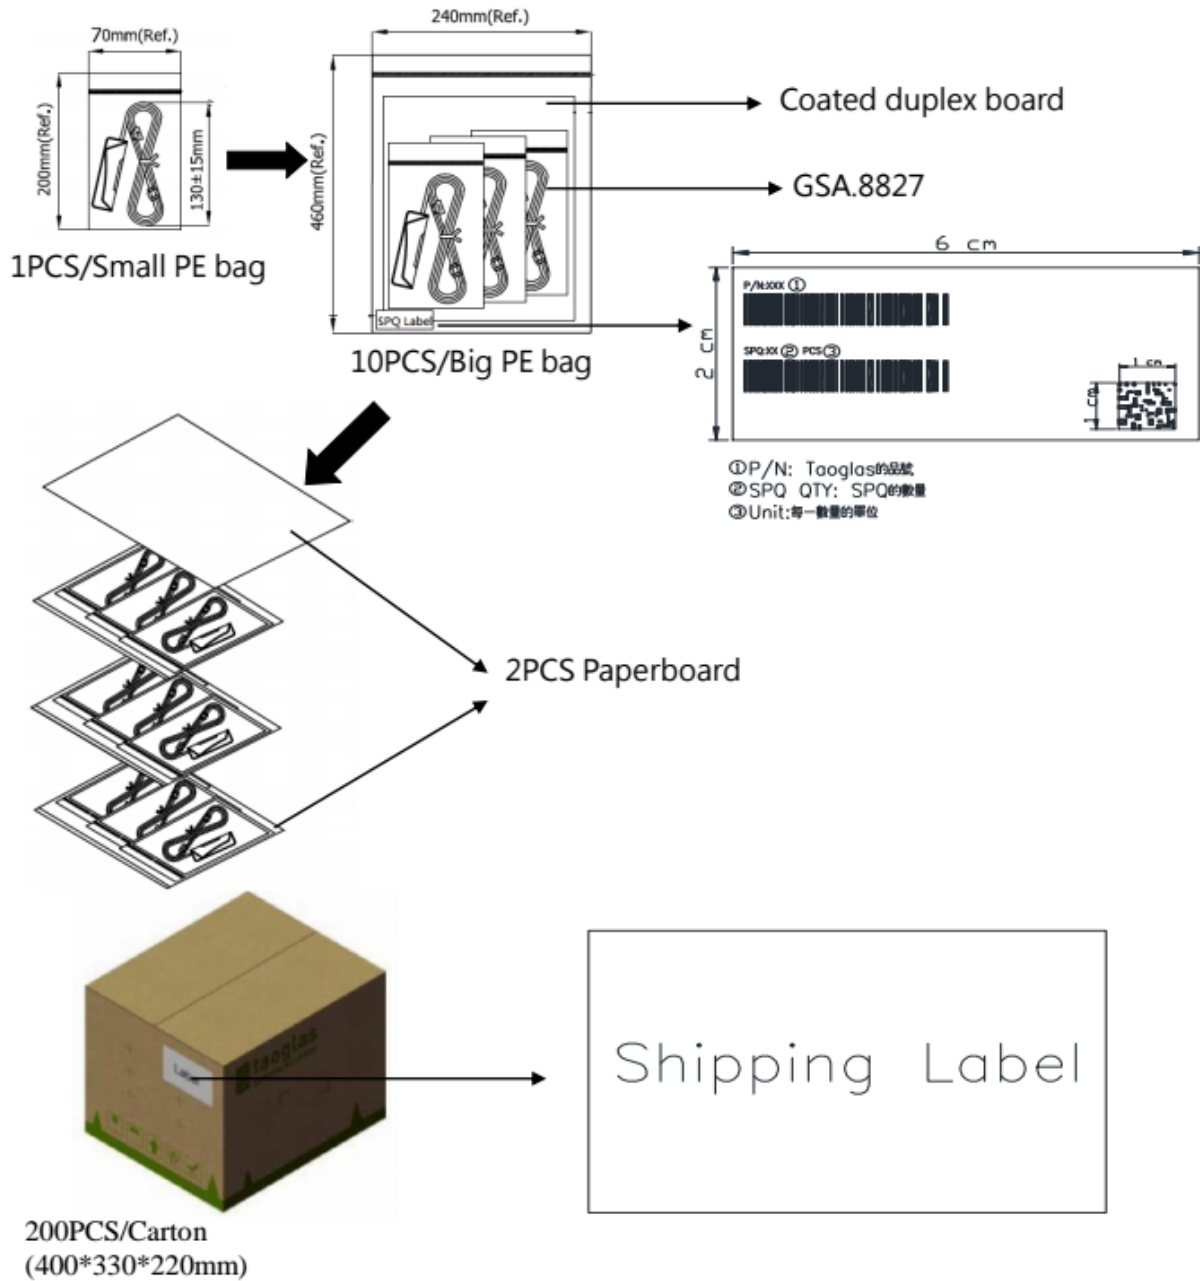 70mm(Ref.)
200mm(Ref.)
130±15mm
1PCS/Small PE bag
240mm(Ref.)
460mm(Ref.)
SPQ Label
10PCS/Big PE bag
Coated duplex board
GSA.8827
6 cm
2 cm
P/N:XXX ①
SPQ:XX ② PCS ③
1 cm
1 cm
①P/N: Taoglas的品號
②SPQ QTY: SPQ的數量
③Unit:每一數量的單位
2PCS Paperboard
taoglas
Label
Shipping Label
200PCS/Carton
(400*330*220mm)